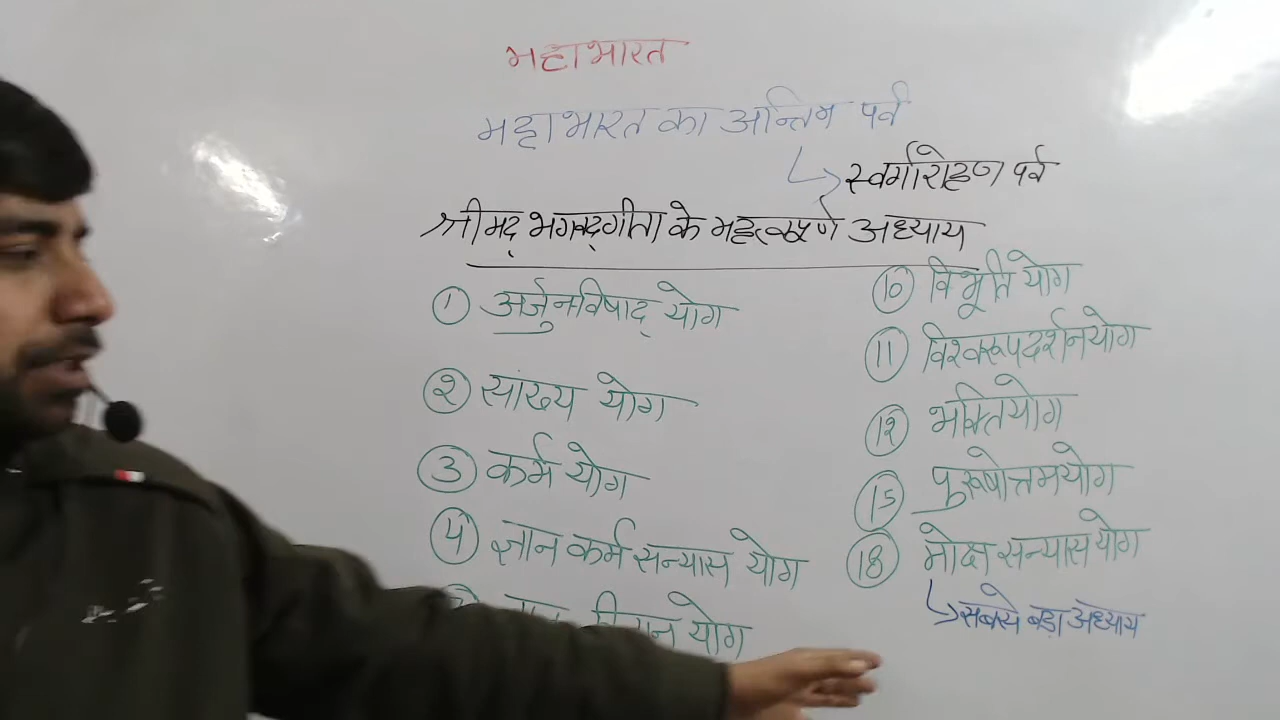 महाभारत
महाभारत का अन्तिम पर्व
स्वर्गारोहण पर्व
श्रीमद् भगवद्गीता के महत्वपूर्ण अध्याय
① अर्जुनविषाद् योग
② सांख्य योग
③ कर्म योग
④ ज्ञान कर्म सन्यास योग
योग
⑩ विभूति योग
⑪ विश्वरूपदर्शनयोग
⑫ भक्तियोग
⑮ पुरूषोत्तमयोग
⑱ मोक्ष सन्यास योग
सबसे बड़ा अध्याय